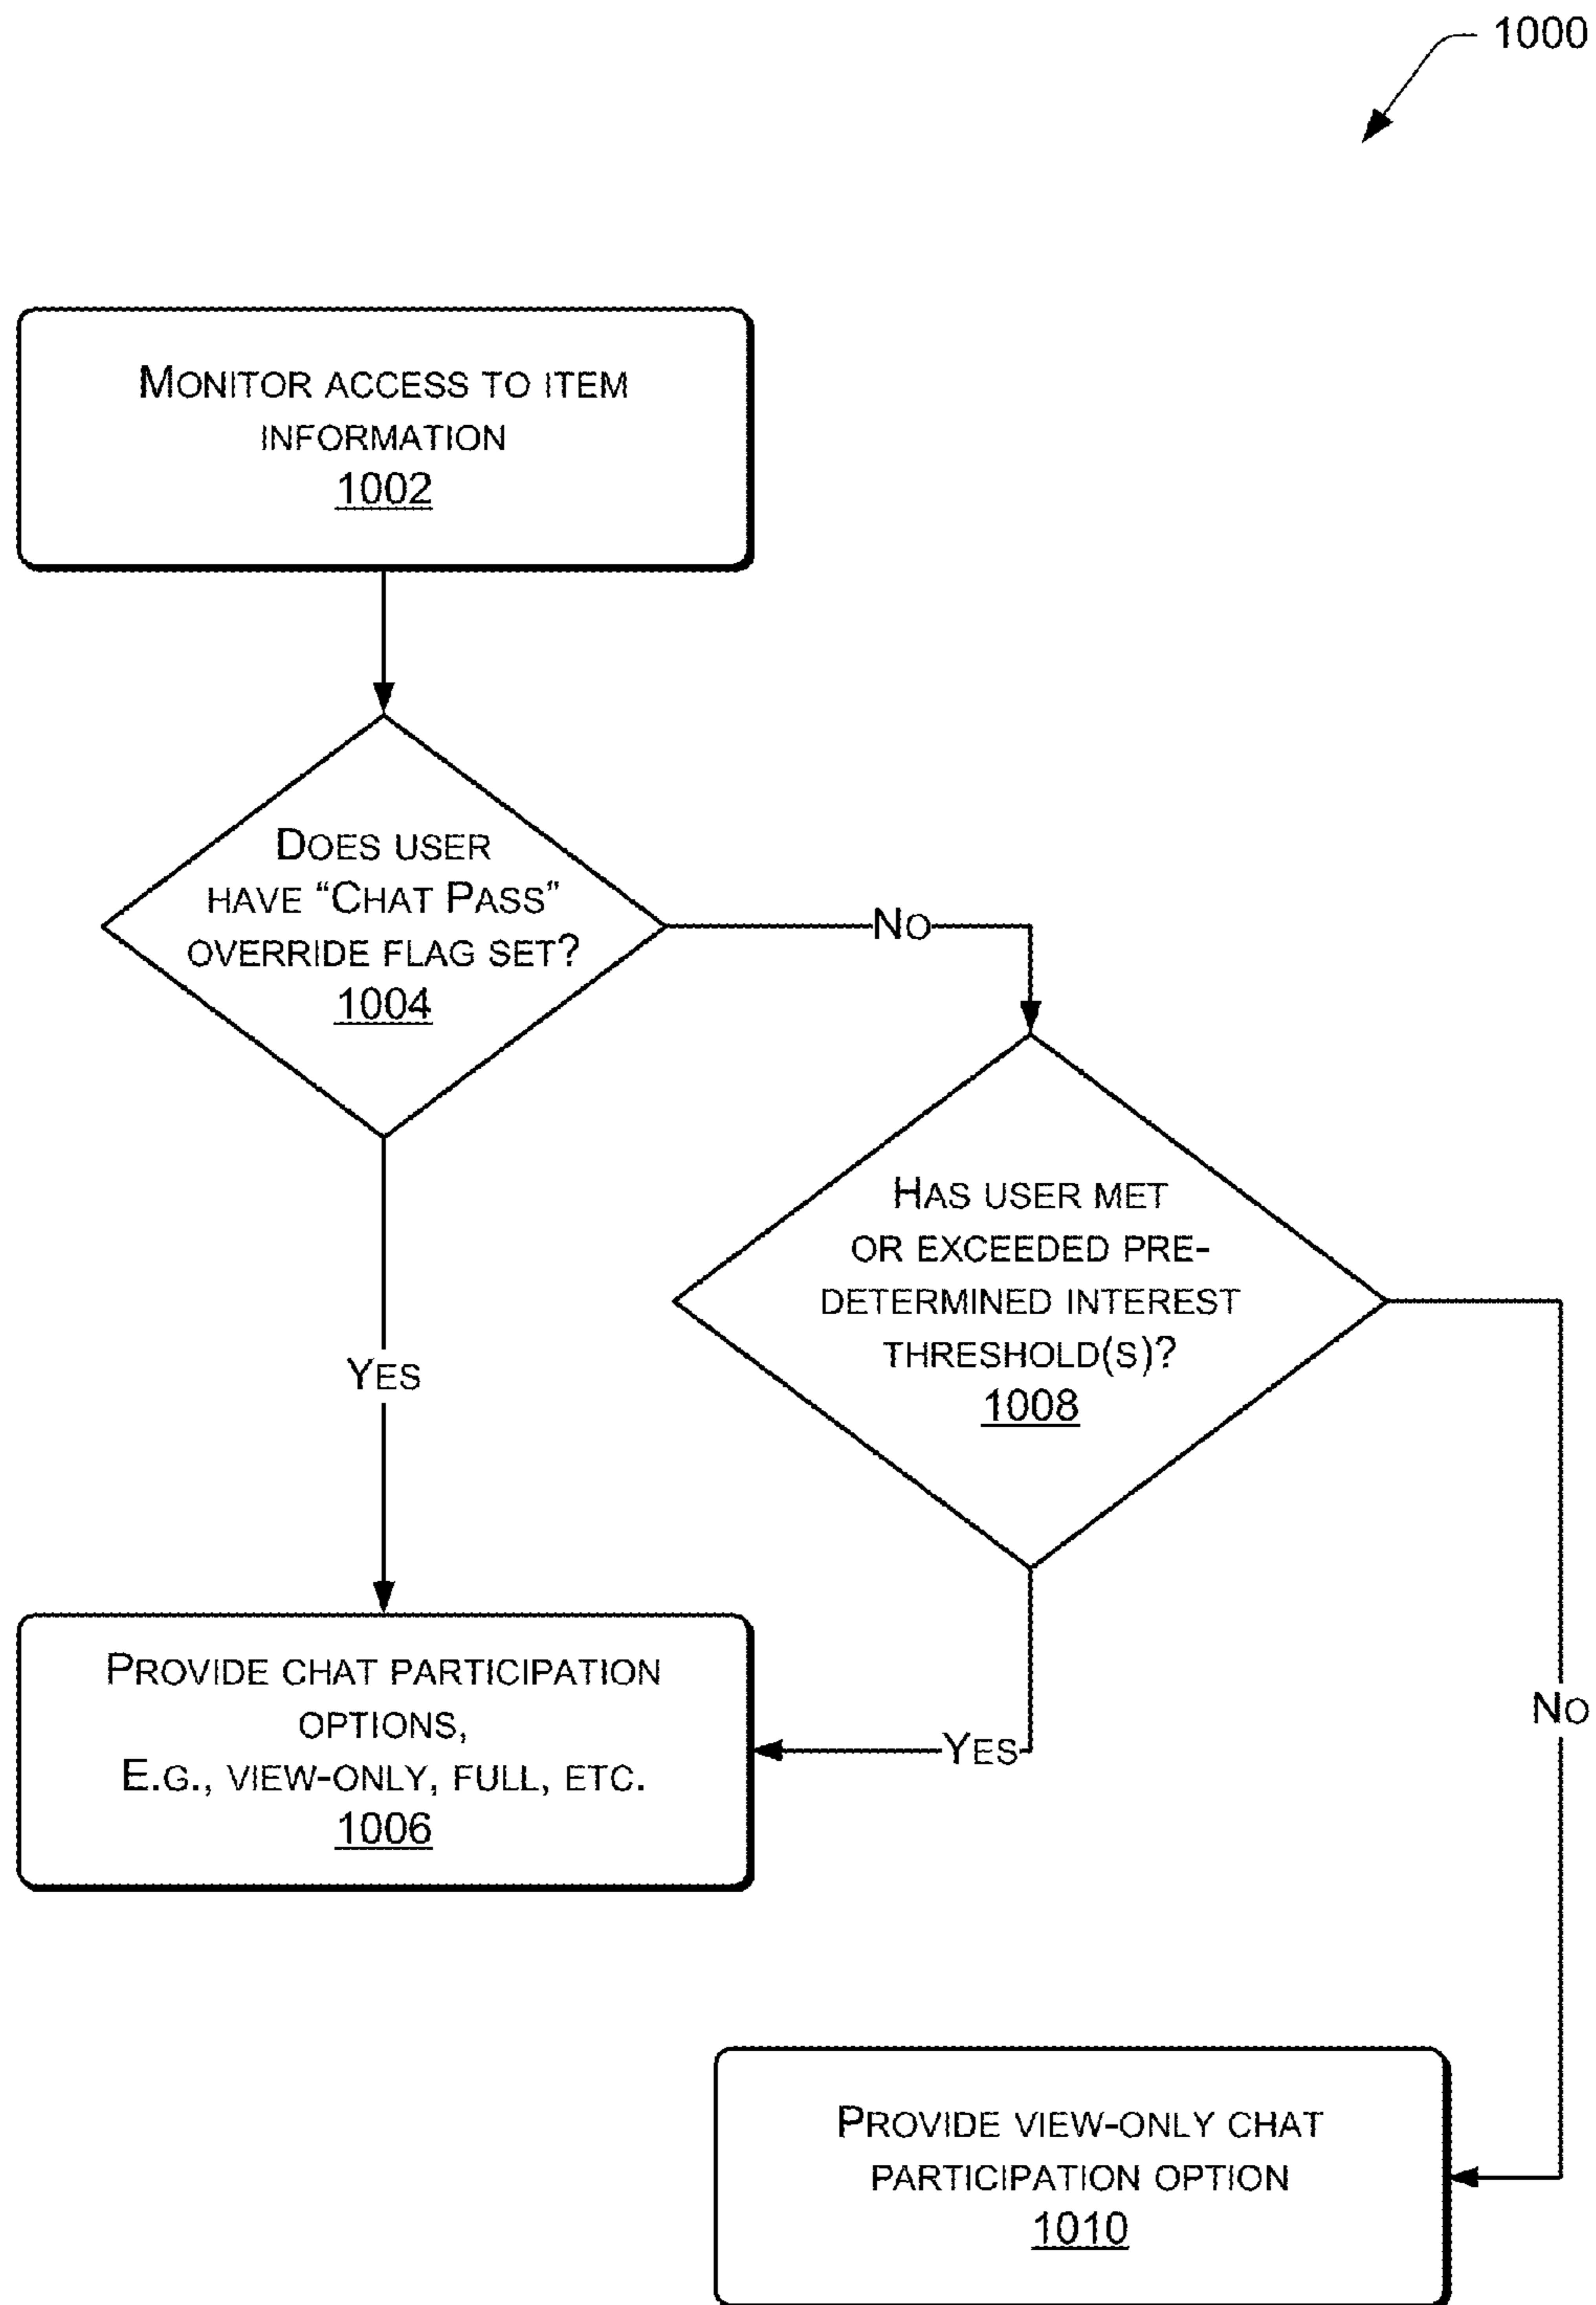 1000
MONITOR ACCESS TO ITEM
INFORMATION
1002
DOES USER
HAVE “CHAT PASS”
OVERRIDE FLAG SET?
1004
NO
HAS USER MET
OR EXCEEDED PRE-
DETERMINED INTEREST
THRESHOLD(S)?
1008
YES
NO
PROVIDE CHAT PARTICIPATION
OPTIONS,
E.G., VIEW-ONLY, FULL, ETC.
1006
YES
PROVIDE VIEW-ONLY CHAT
PARTICIPATION OPTION
1010